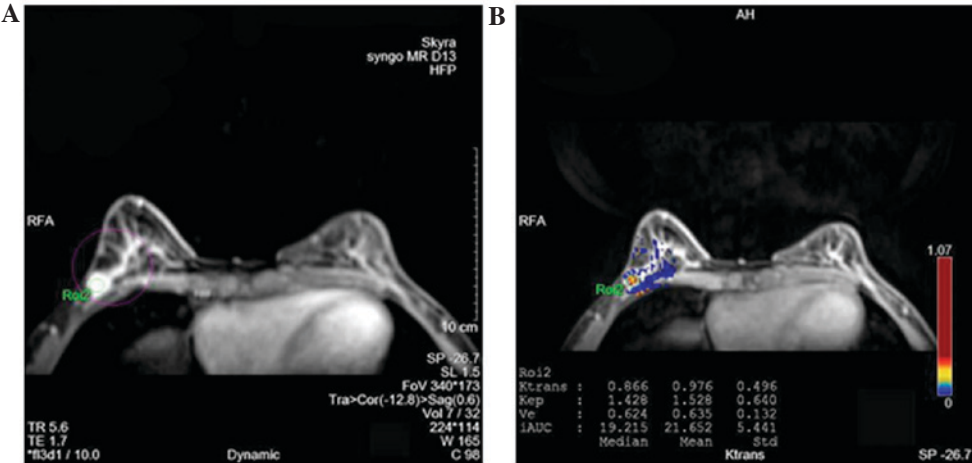 A
Skyra
syngo MR D13
HFP
RFA
Roi2
10 cm
SP -26.7
SL 1.5
FoV 340*173
Tra>Cor(-12.8)>Sag(0.6)
Vol 7 / 32
224*114
W 165
C 98
TR 5.6
TE 1.7
*fl3d1 / 10.0
Dynamic
B
AH
RFA
Roi2
1.07
0
Roi2
Ktrans : 0.866 0.976 0.496
Kep : 1.428 1.528 0.640
Ve : 0.624 0.635 0.132
iAUC : 19.215 21.652 5.441
Median Mean Std
Ktrans
SP -26.7